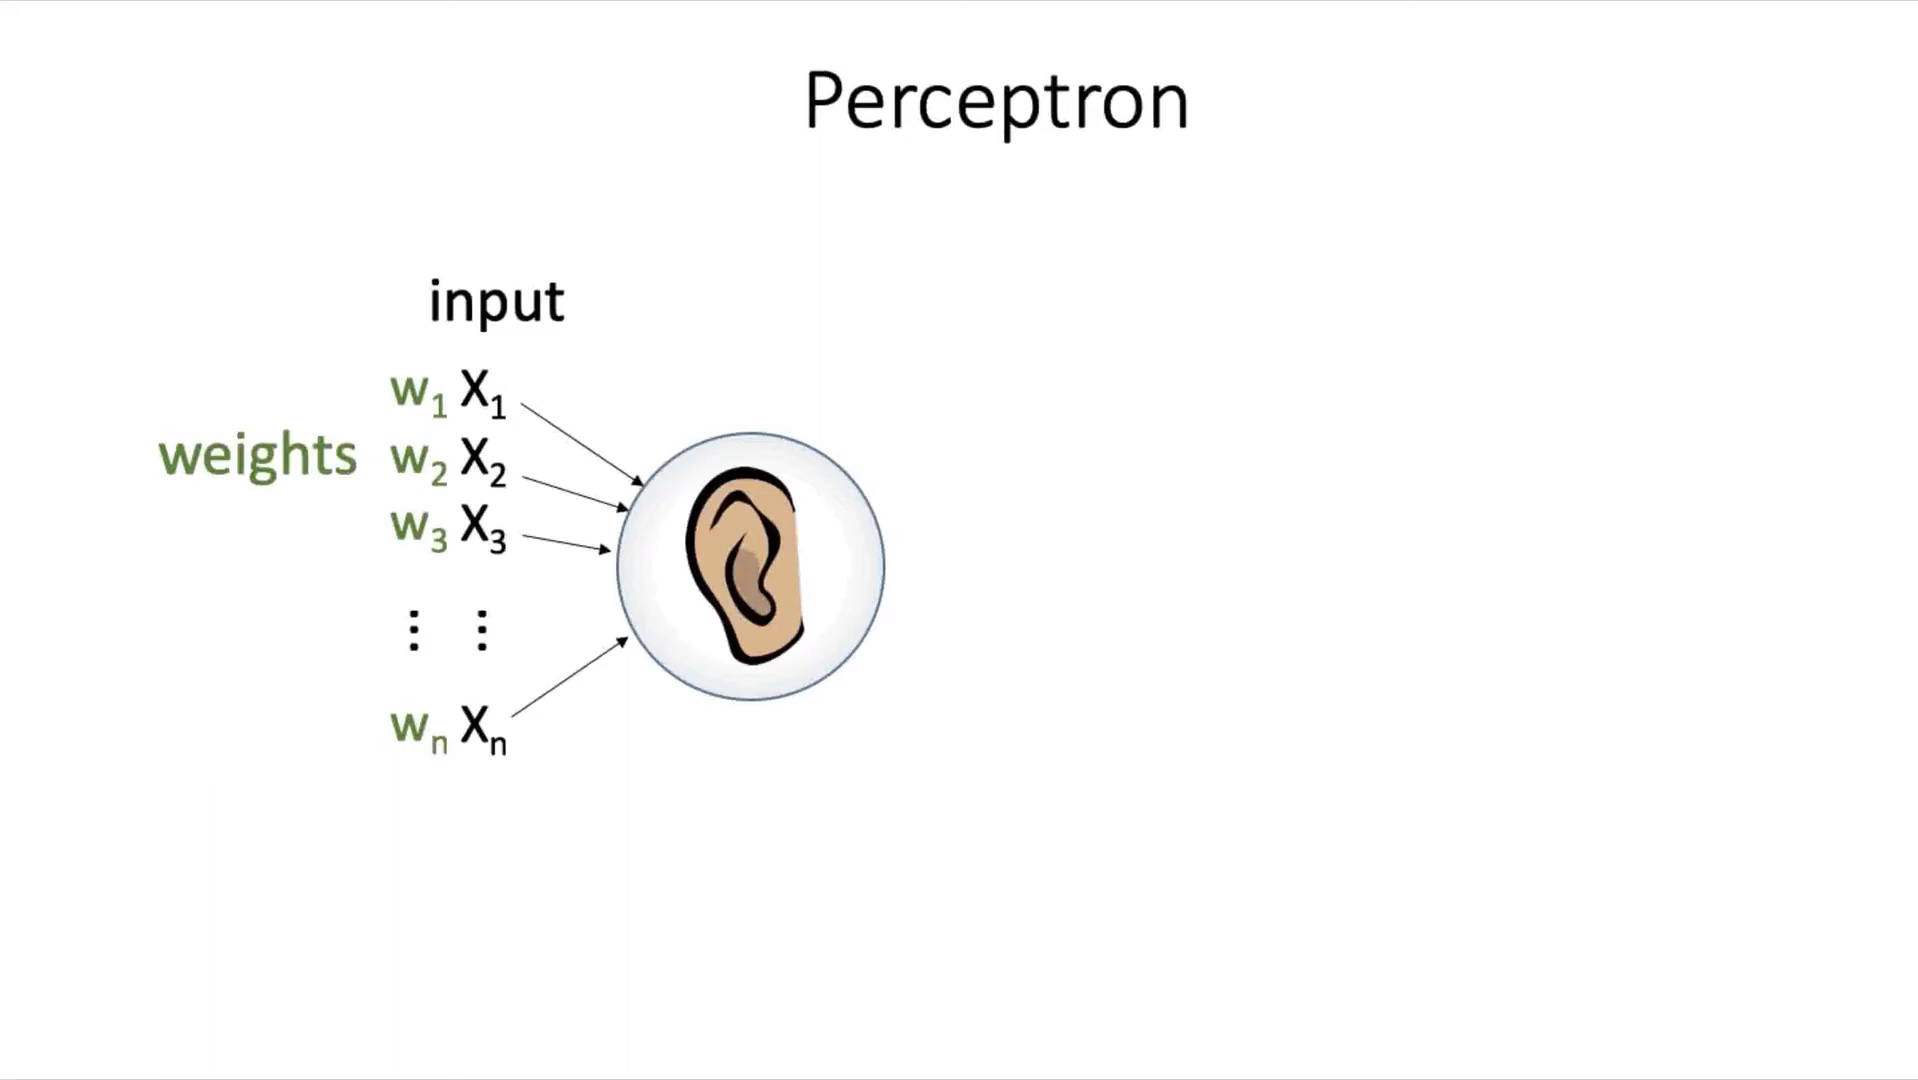 Perceptron
input
w₁ X₁
weights w₂ X₂
w₃ X₃
⋮ ⋮
wₙ Xₙ